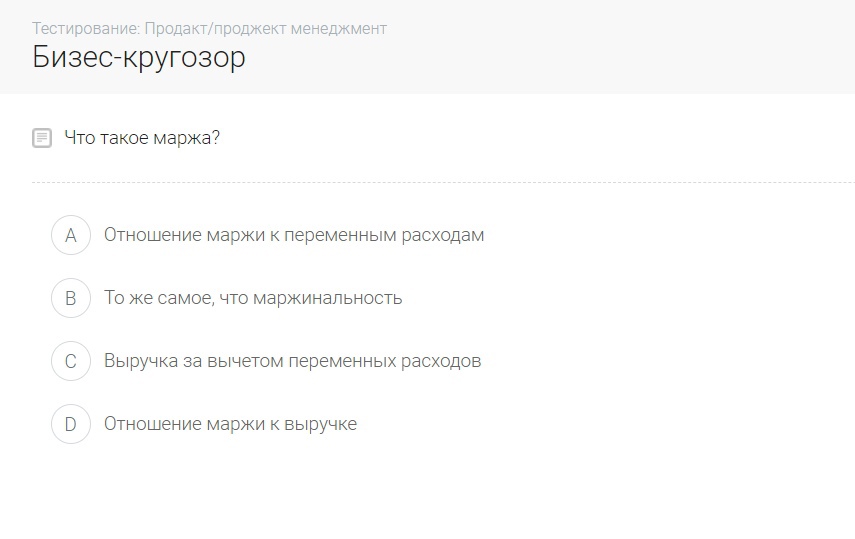 Тестирование: Продакт/проджект менеджмент
Бизес-кругозор
Что такое маржа?
A Отношение маржи к переменным расходам
B То же самое, что маржинальность
C Выручка за вычетом переменных расходов
D Отношение маржи к выручке